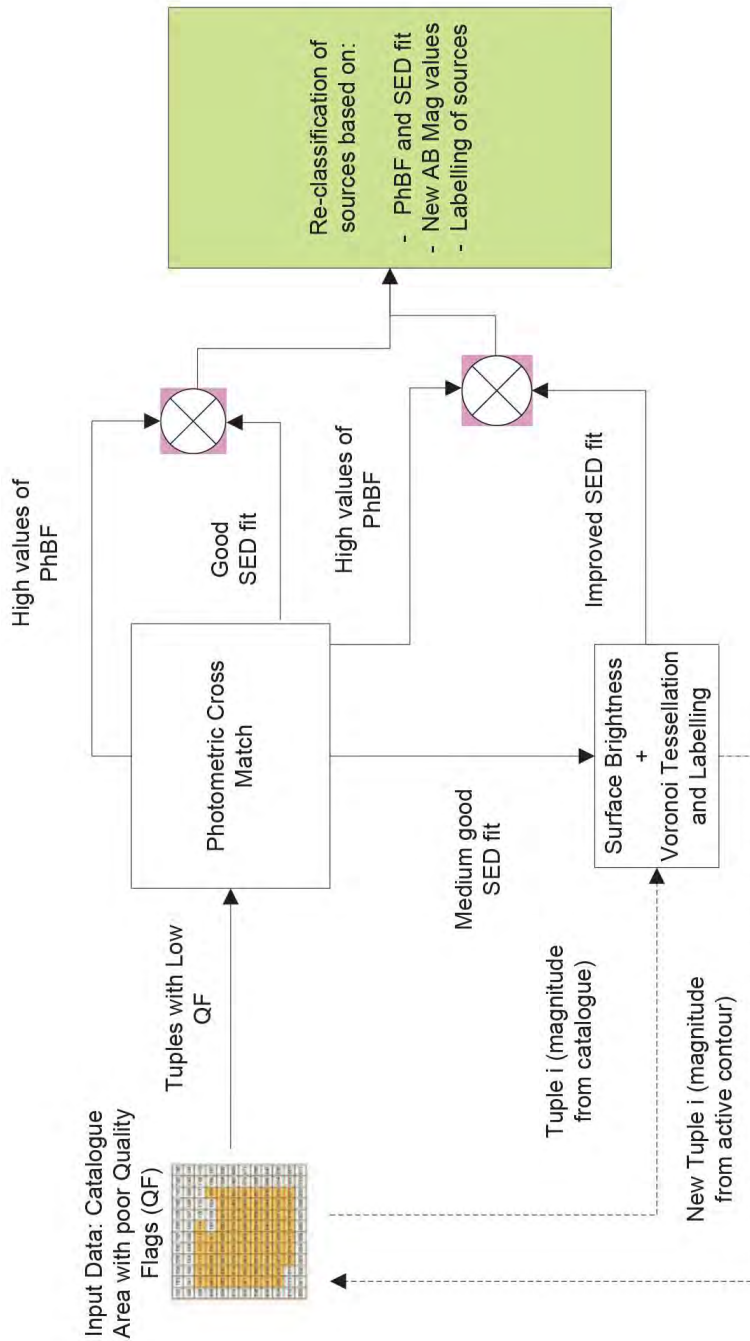 Input Data: Catalogue
Area with poor Quality
Flags (QF)
Tuples with Low
QF
Photometric Cross
Match
High values of
PhBF
Good
SED fit
High values of
PhBF
Medium good
SED fit
Tuple i (magnitude
from catalogue)
New Tuple i (magnitude
from active contour)
Surface Brightness
+
Voronoi Tessellation
and Labelling
Improved SED fit
Re-classification of
sources based on:
- PhBF and SED fit
- New AB Mag values
- Labelling of sources